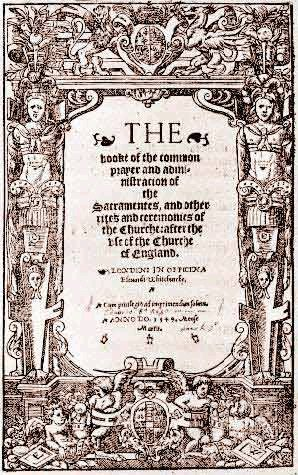 THE
booke of the common
prayer and admi-
nistracion of
the
Sacramentes, and other
rites and ceremonies of
the Churche: after the
vse of the Churche
of England.
LONDINI IN OFFICINA
Edouardi Whitchurche.
Cum priuilegio ad imprimendum solum.
ANNO DO. 1549. Mense
Martii.